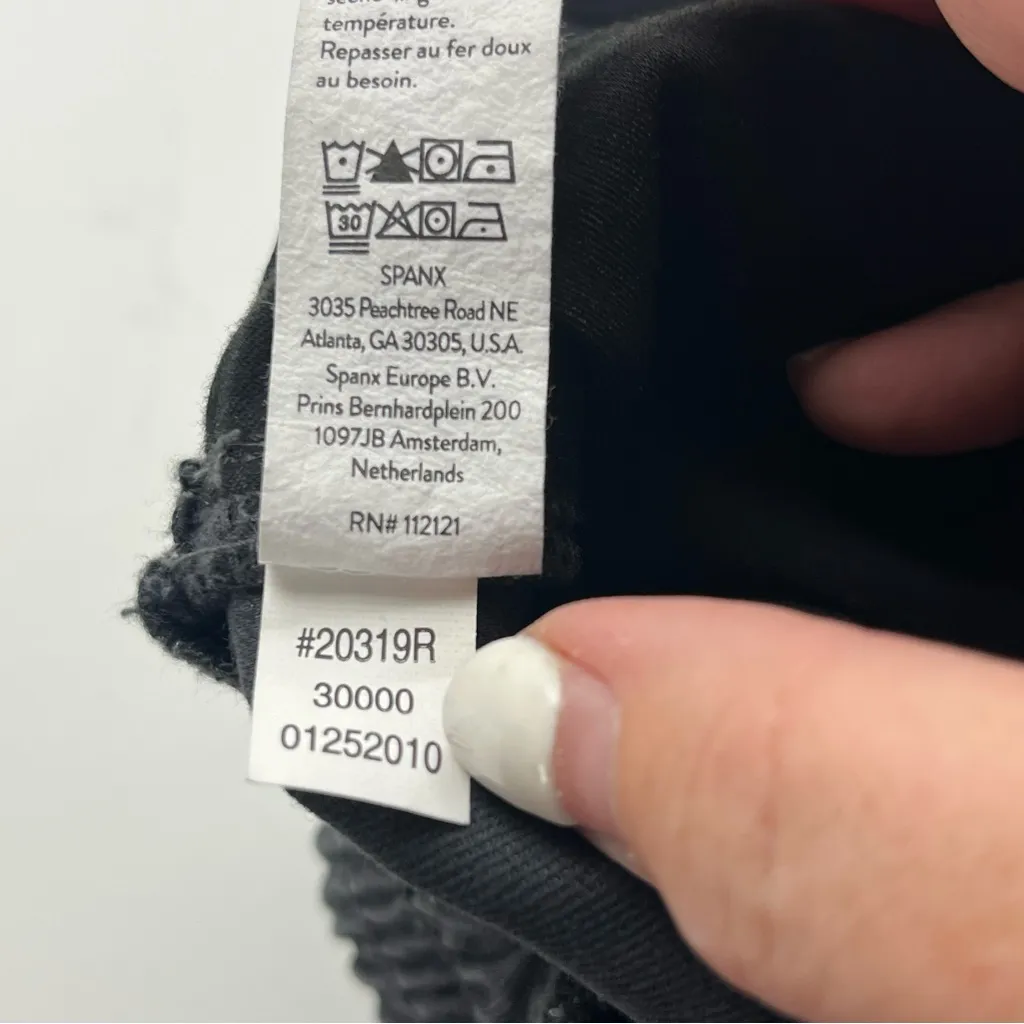 température.
Repasser au fer doux
au besoin.
30
SPANX
3035 Peachtree Road NE
Atlanta, GA 30305, U.S.A.
Spanx Europe B.V.
Prins Bernhardplein 200
1097JB Amsterdam,
Netherlands
RN# 112121
#20319R
30000
01252010